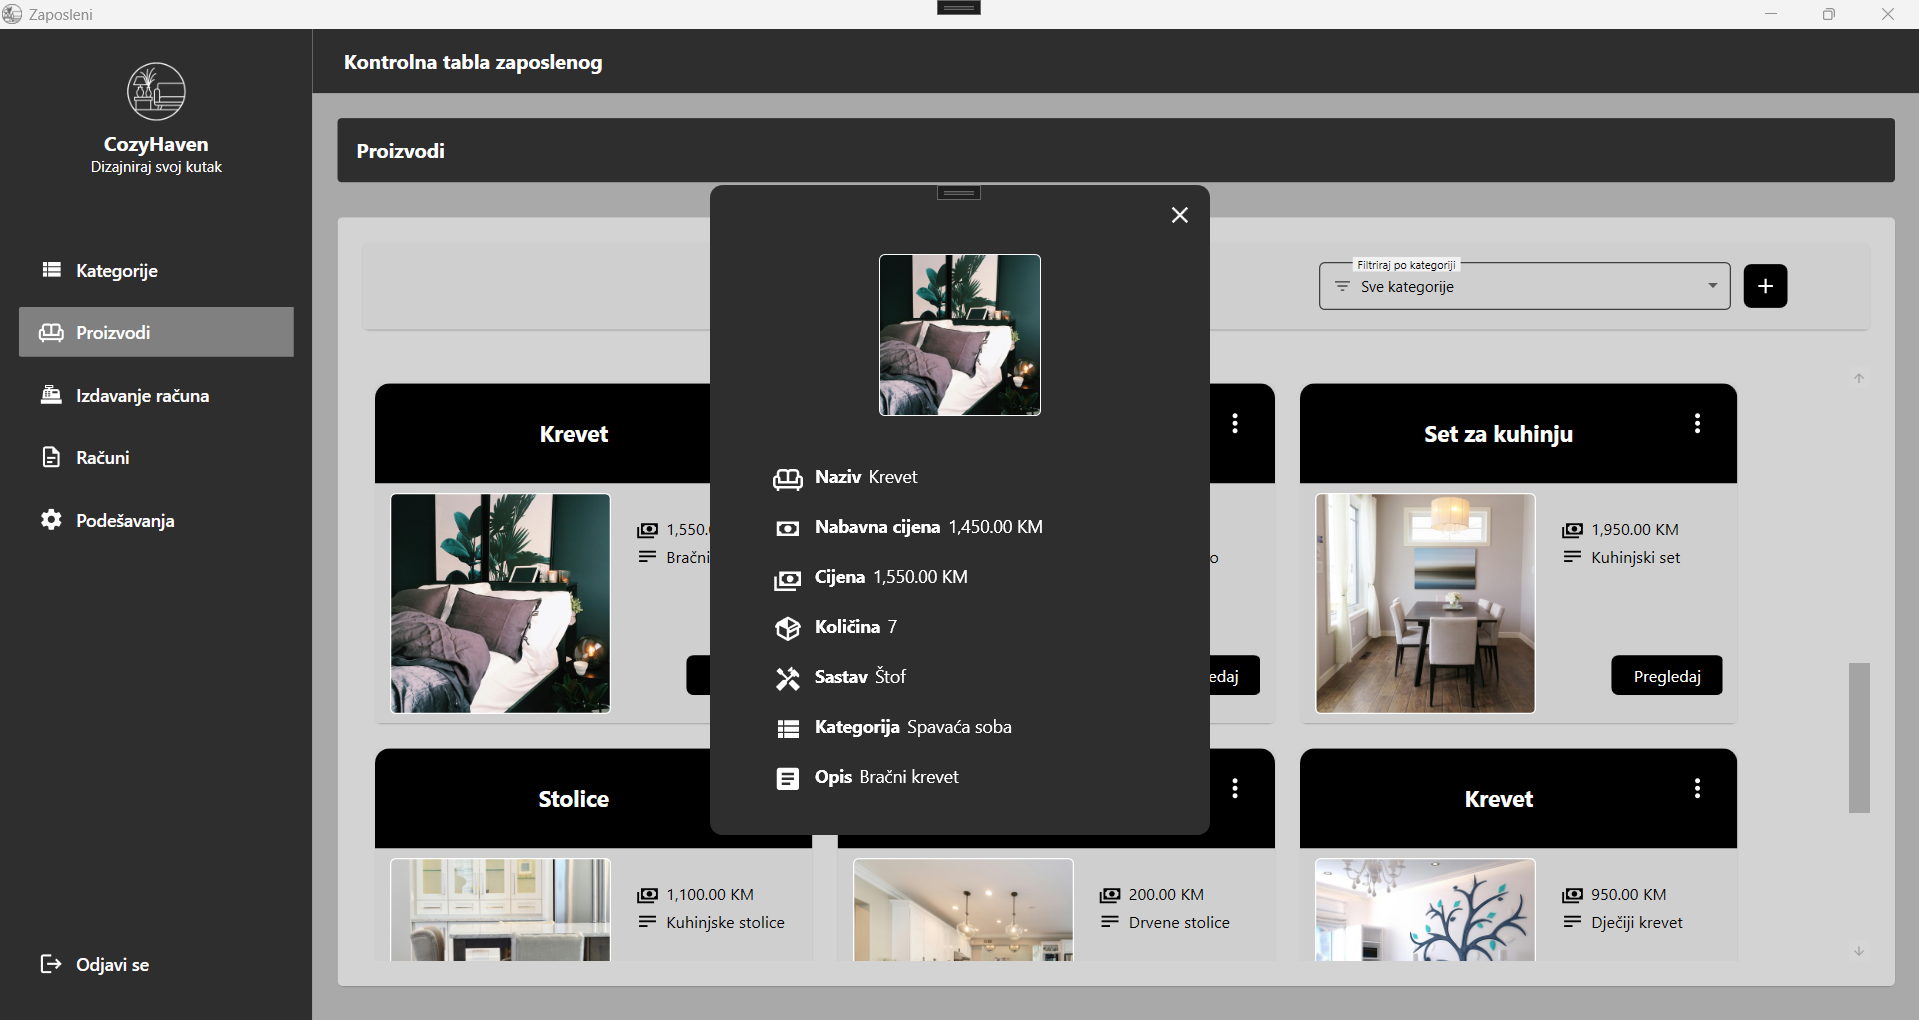 Zaposleni
CozyHaven
Dizajniraj svoj kutak
Kategorije
Proizvodi
Izdavanje računa
Računi
Podešavanja
Odjavi se
Kontrolna tabla zaposlenog
Proizvodi
Filtriraj po kategoriji
Sve kategorije
Krevet
1,550.
Bračni
o
edaj
Set za kuhinju
1,950.00 KM
Kuhinjski set
Pregledaj
Naziv Krevet
Nabavna cijena 1,450.00 KM
Cijena 1,550.00 KM
Količina 7
Sastav Štof
Kategorija Spavaća soba
Opis Bračni krevet
Stolice
1,100.00 KM
Kuhinjske stolice
200.00 KM
Drvene stolice
Krevet
950.00 KM
Dječiji krevet